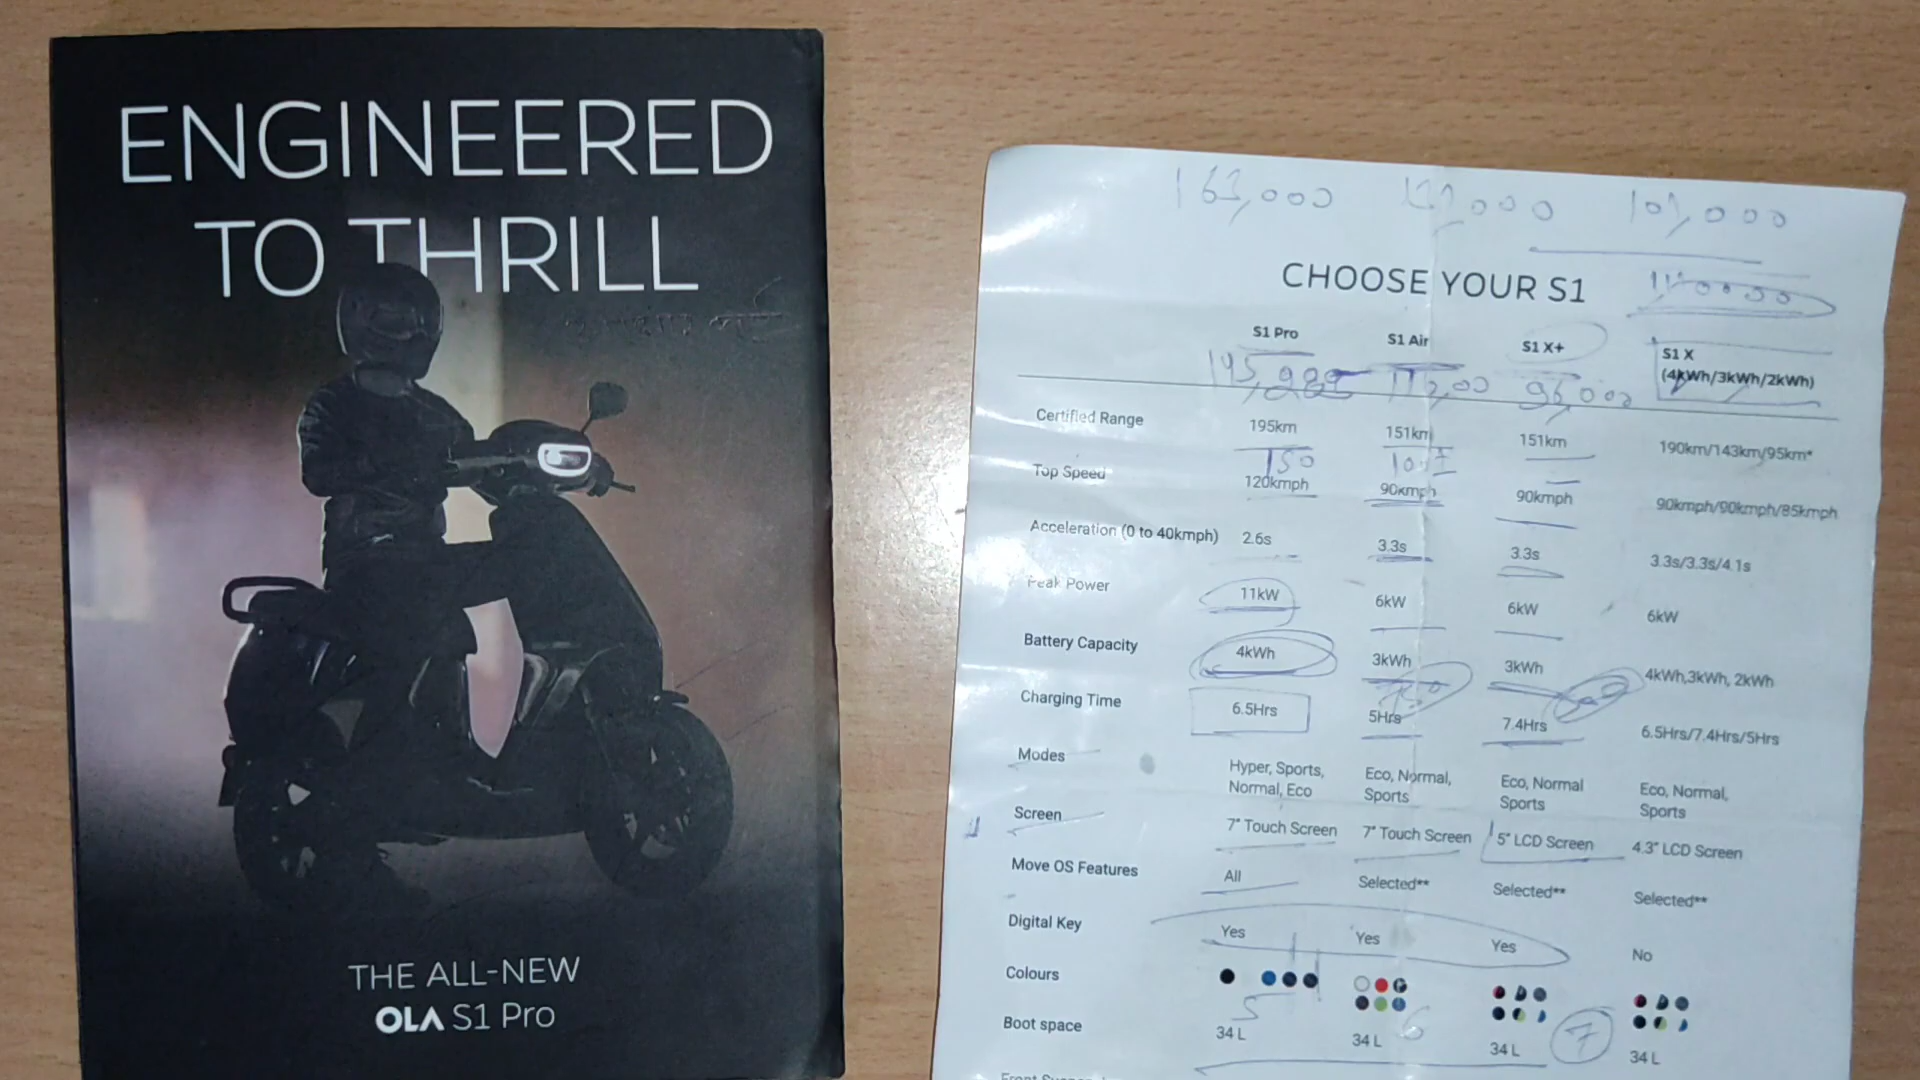 ENGINEERED
TO THRILL
THE ALL-NEW
OLA S1 Pro
163,000 101,000
CHOOSE YOUR S1
S1 Pro S1 Air S1 X+ S1 X
(4kWh/3kWh/2kWh)
Certified Range 195km 151km 151km 190km/143km/95km*
150
Top Speed 120kmph 90kmph 90kmph 90kmph/90kmph/85kmph
Acceleration (0 to 40kmph) 2.6s 3.3s 3.3s 3.3s/3.3s/4.1s
Peak Power 11kW 6kW 6kW 6kW
Battery Capacity 4kWh 3kWh 3kWh 4kWh,3kWh, 2kWh
Charging Time 6.5Hrs 5Hrs 7.4Hrs 6.5Hrs/7.4Hrs/5Hrs
Modes Hyper, Sports, Eco, Normal, Eco, Normal Eco, Normal,
Normal, Eco Sports Sports Sports
Screen 7" Touch Screen 7" Touch Screen 5" LCD Screen 4.3" LCD Screen
Move OS Features All Selected** Selected** Selected**
Digital Key Yes Yes Yes No
Colours
5 6 7
Boot space 34 L 34 L 34 L 34 L